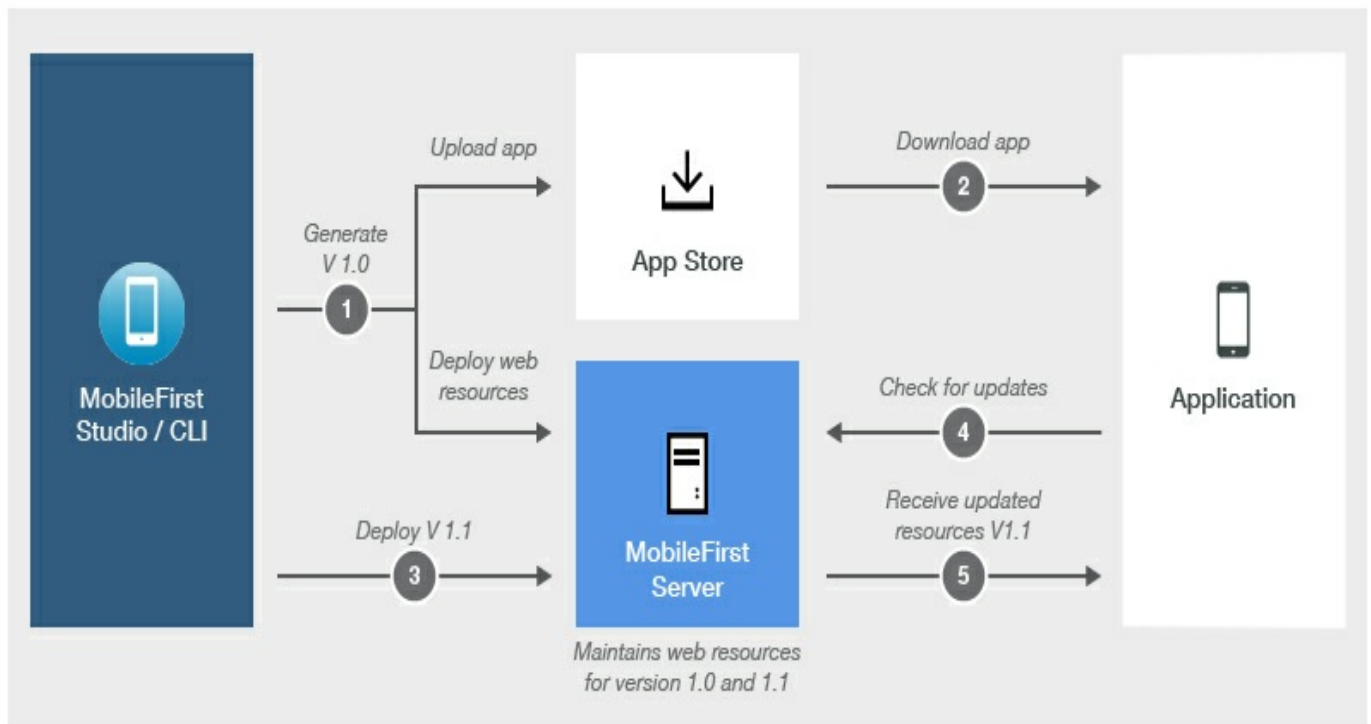 MobileFirst
Studio / CLI
Generate
V 1.0
1
Upload app
Deploy web
resources
Deploy V 1.1
3
App Store
MobileFirst
Server
Maintains web resources
for version 1.0 and 1.1
Download app
2
Check for updates
4
Receive updated
resources V1.1
5
Application